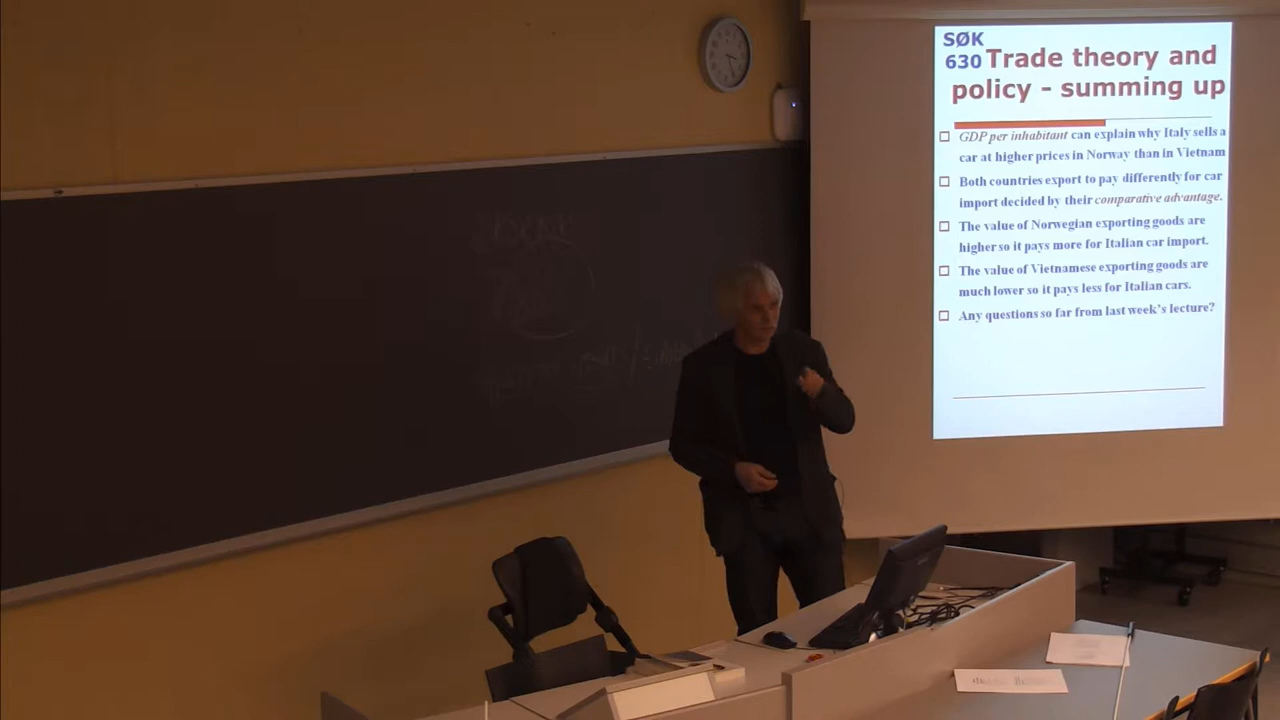 SØK
630 Trade theory and
policy - summing up
GDP per inhabitant can explain why Italy sells a
car at higher prices in Norway than in Vietnam
Both countries export to pay differently for car
import decided by their comparative advantage.
The value of Norwegian exporting goods are
higher so it pays more for Italian car import.
The value of Vietnamese exporting goods are
much lower so it pays less for Italian cars.
Any questions so far from last week's lecture?